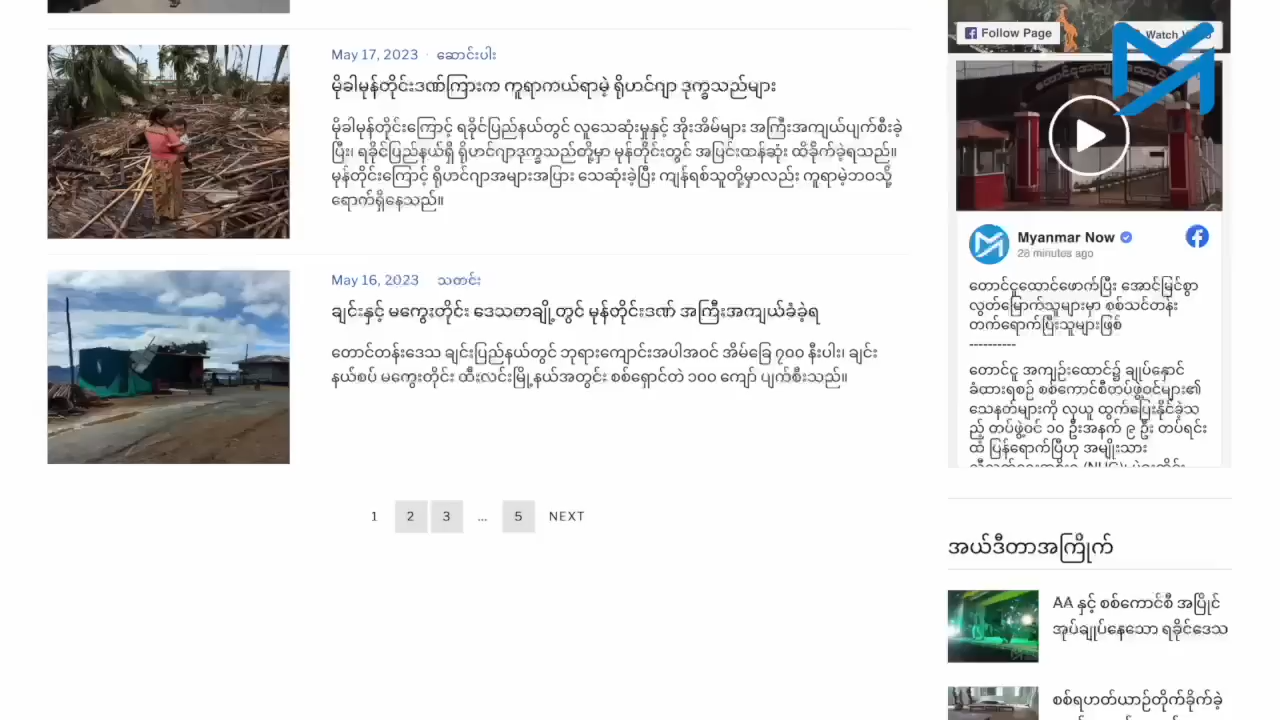 May 17, 2023 · ဆောင်းပါး
မိုခါမုန်တိုင်းဒဏ်ကြားက ကူရာကယ်ရာမဲ့ ရိုဟင်ဂျာ ဒုက္ခသည်များ
မိုခါမုန်တိုင်းကြောင့် ရခိုင်ပြည်နယ်တွင် လူသေဆုံးမှုနှင့် အိုးအိမ်များ အကြီးအကျယ်ပျက်စီးခဲ့
ပြီး၊ ရခိုင်ပြည်နယ်ရှိ ရိုဟင်ဂျာဒုက္ခသည်တို့မှာ မုန်တိုင်းတွင် အပြင်းထန်ဆုံး ထိခိုက်ခဲ့ရသည်။
မုန်တိုင်းကြောင့် ရိုဟင်ဂျာအများအပြား သေဆုံးခဲ့ပြီး ကျန်ရစ်သူတို့မှာလည်း ကူရာမဲ့ဘဝသို့
ရောက်ရှိနေသည်။
May 16, 2023 သတင်း
ချင်းနှင့် မကွေးတိုင်း ဒေသတချို့တွင် မုန်တိုင်းဒဏ် အကြီးအကျယ်ခံခဲ့ရ
တောင်တန်းဒေသ ချင်းပြည်နယ်တွင် ဘုရားကျောင်းအပါအဝင် အိမ်ခြေ ၇၀၀ နီးပါး၊ ချင်း
နယ်စပ် မကွေးတိုင်း ထီးလင်းမြို့နယ်အတွင်း စစ်ရှောင်တဲ ၁၀၀ ကျော် ပျက်စီးသည်။
1 2 3 ... 5 NEXT
Follow Page
Watch
Myanmar Now
28 minutes ago
တောင်ငူထောင်ဖောက်ပြီး အောင်မြင်စွာ
လွတ်မြောက်သူများမှာ စစ်သင်တန်း
တက်ရောက်ပြီးသူများဖြစ်
----------
တောင်ငူ အကျဉ်းထောင်၌ ချုပ်နှောင်
ခံထားရစဉ် စစ်ကောင်စီတပ်ဖွဲ့ဝင်များ၏
သေနတ်များကို လုယူ ထွက်ပြေးနိုင်ခဲ့သ
ည့် တပ်ဖွဲ့ဝင် ၁၀ ဦးအနက် ၉ ဦး တပ်ရင်း
ထံ ပြန်ရောက်ပြီဟု အမျိုးသား
အယ်ဒီတာအကြိုက်
AA နှင့် စစ်ကောင်စီ အပြိုင်
အုပ်ချုပ်နေသော ရခိုင်ဒေသ
စစ်ရဟတ်ယာဉ်တိုက်ခိုက်ခဲ့